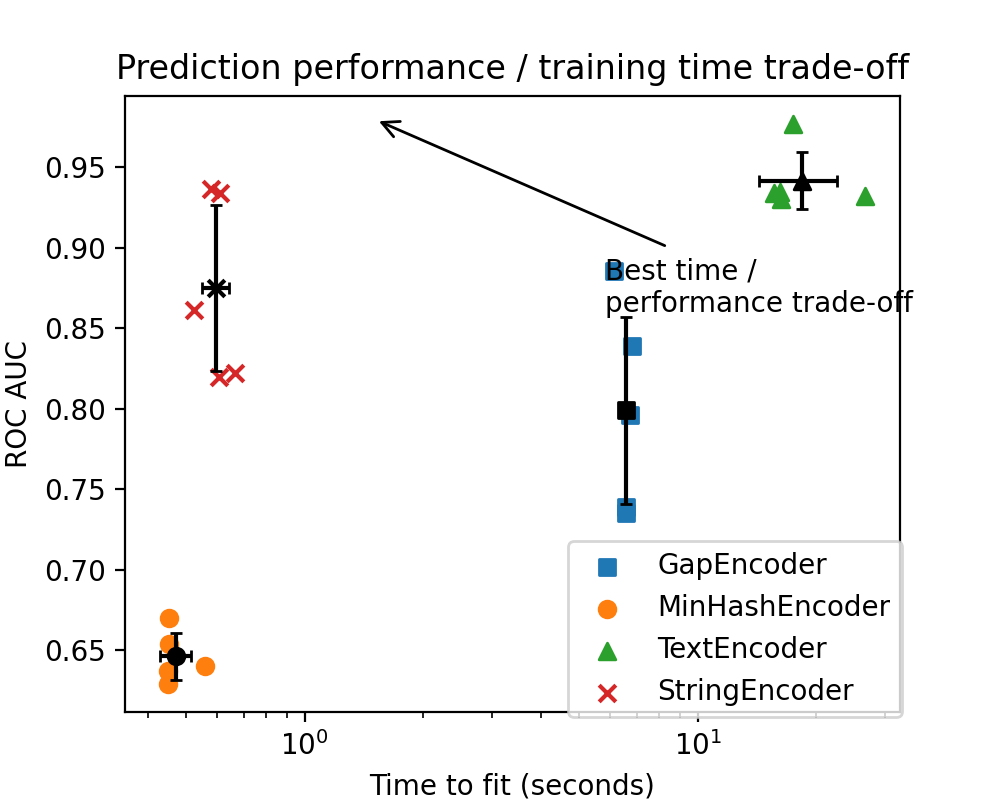 Prediction performance / training time trade-off
0.95
0.90
0.85
0.80
0.75
0.70
0.65
ROC AUC
Best time /
performance trade-off
GapEncoder
MinHashEncoder
TextEncoder
StringEncoder
10⁰
10¹
Time to fit (seconds)